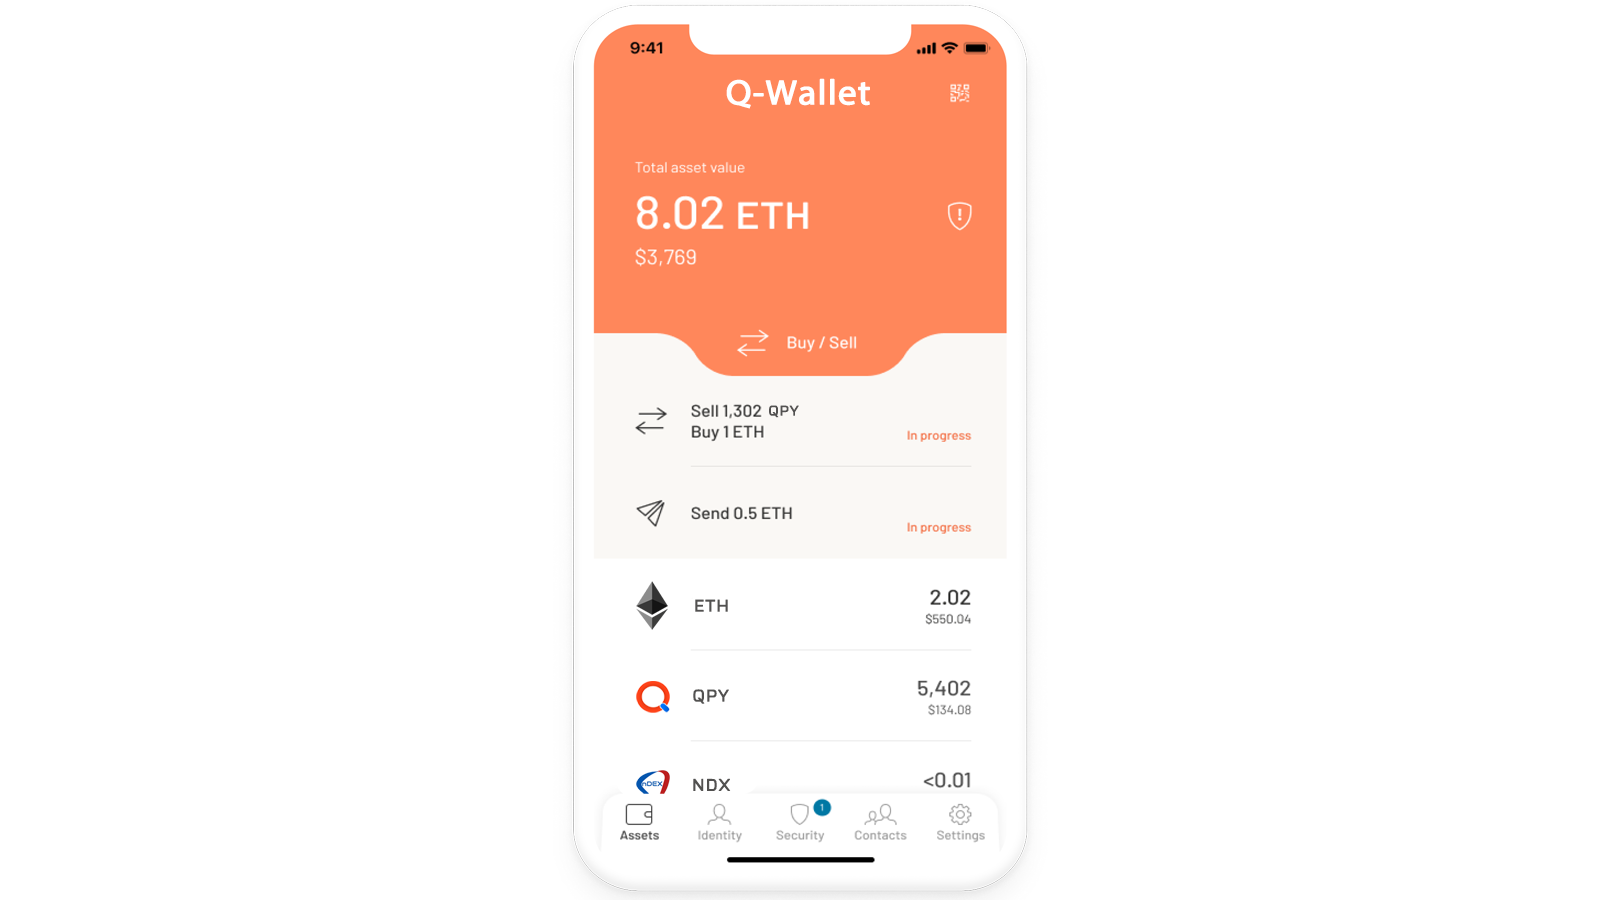 9:41
Q-Wallet
Total asset value
8.02 ETH
$3,769
Buy / Sell
Sell 1,302 QPY
Buy 1 ETH
In progress
Send 0.5 ETH
In progress
ETH
2.02
$550.04
QPY
5,402
$134.08
nDEX
NDX
<0.01
1
Assets
Identity
Security
Contacts
Settings